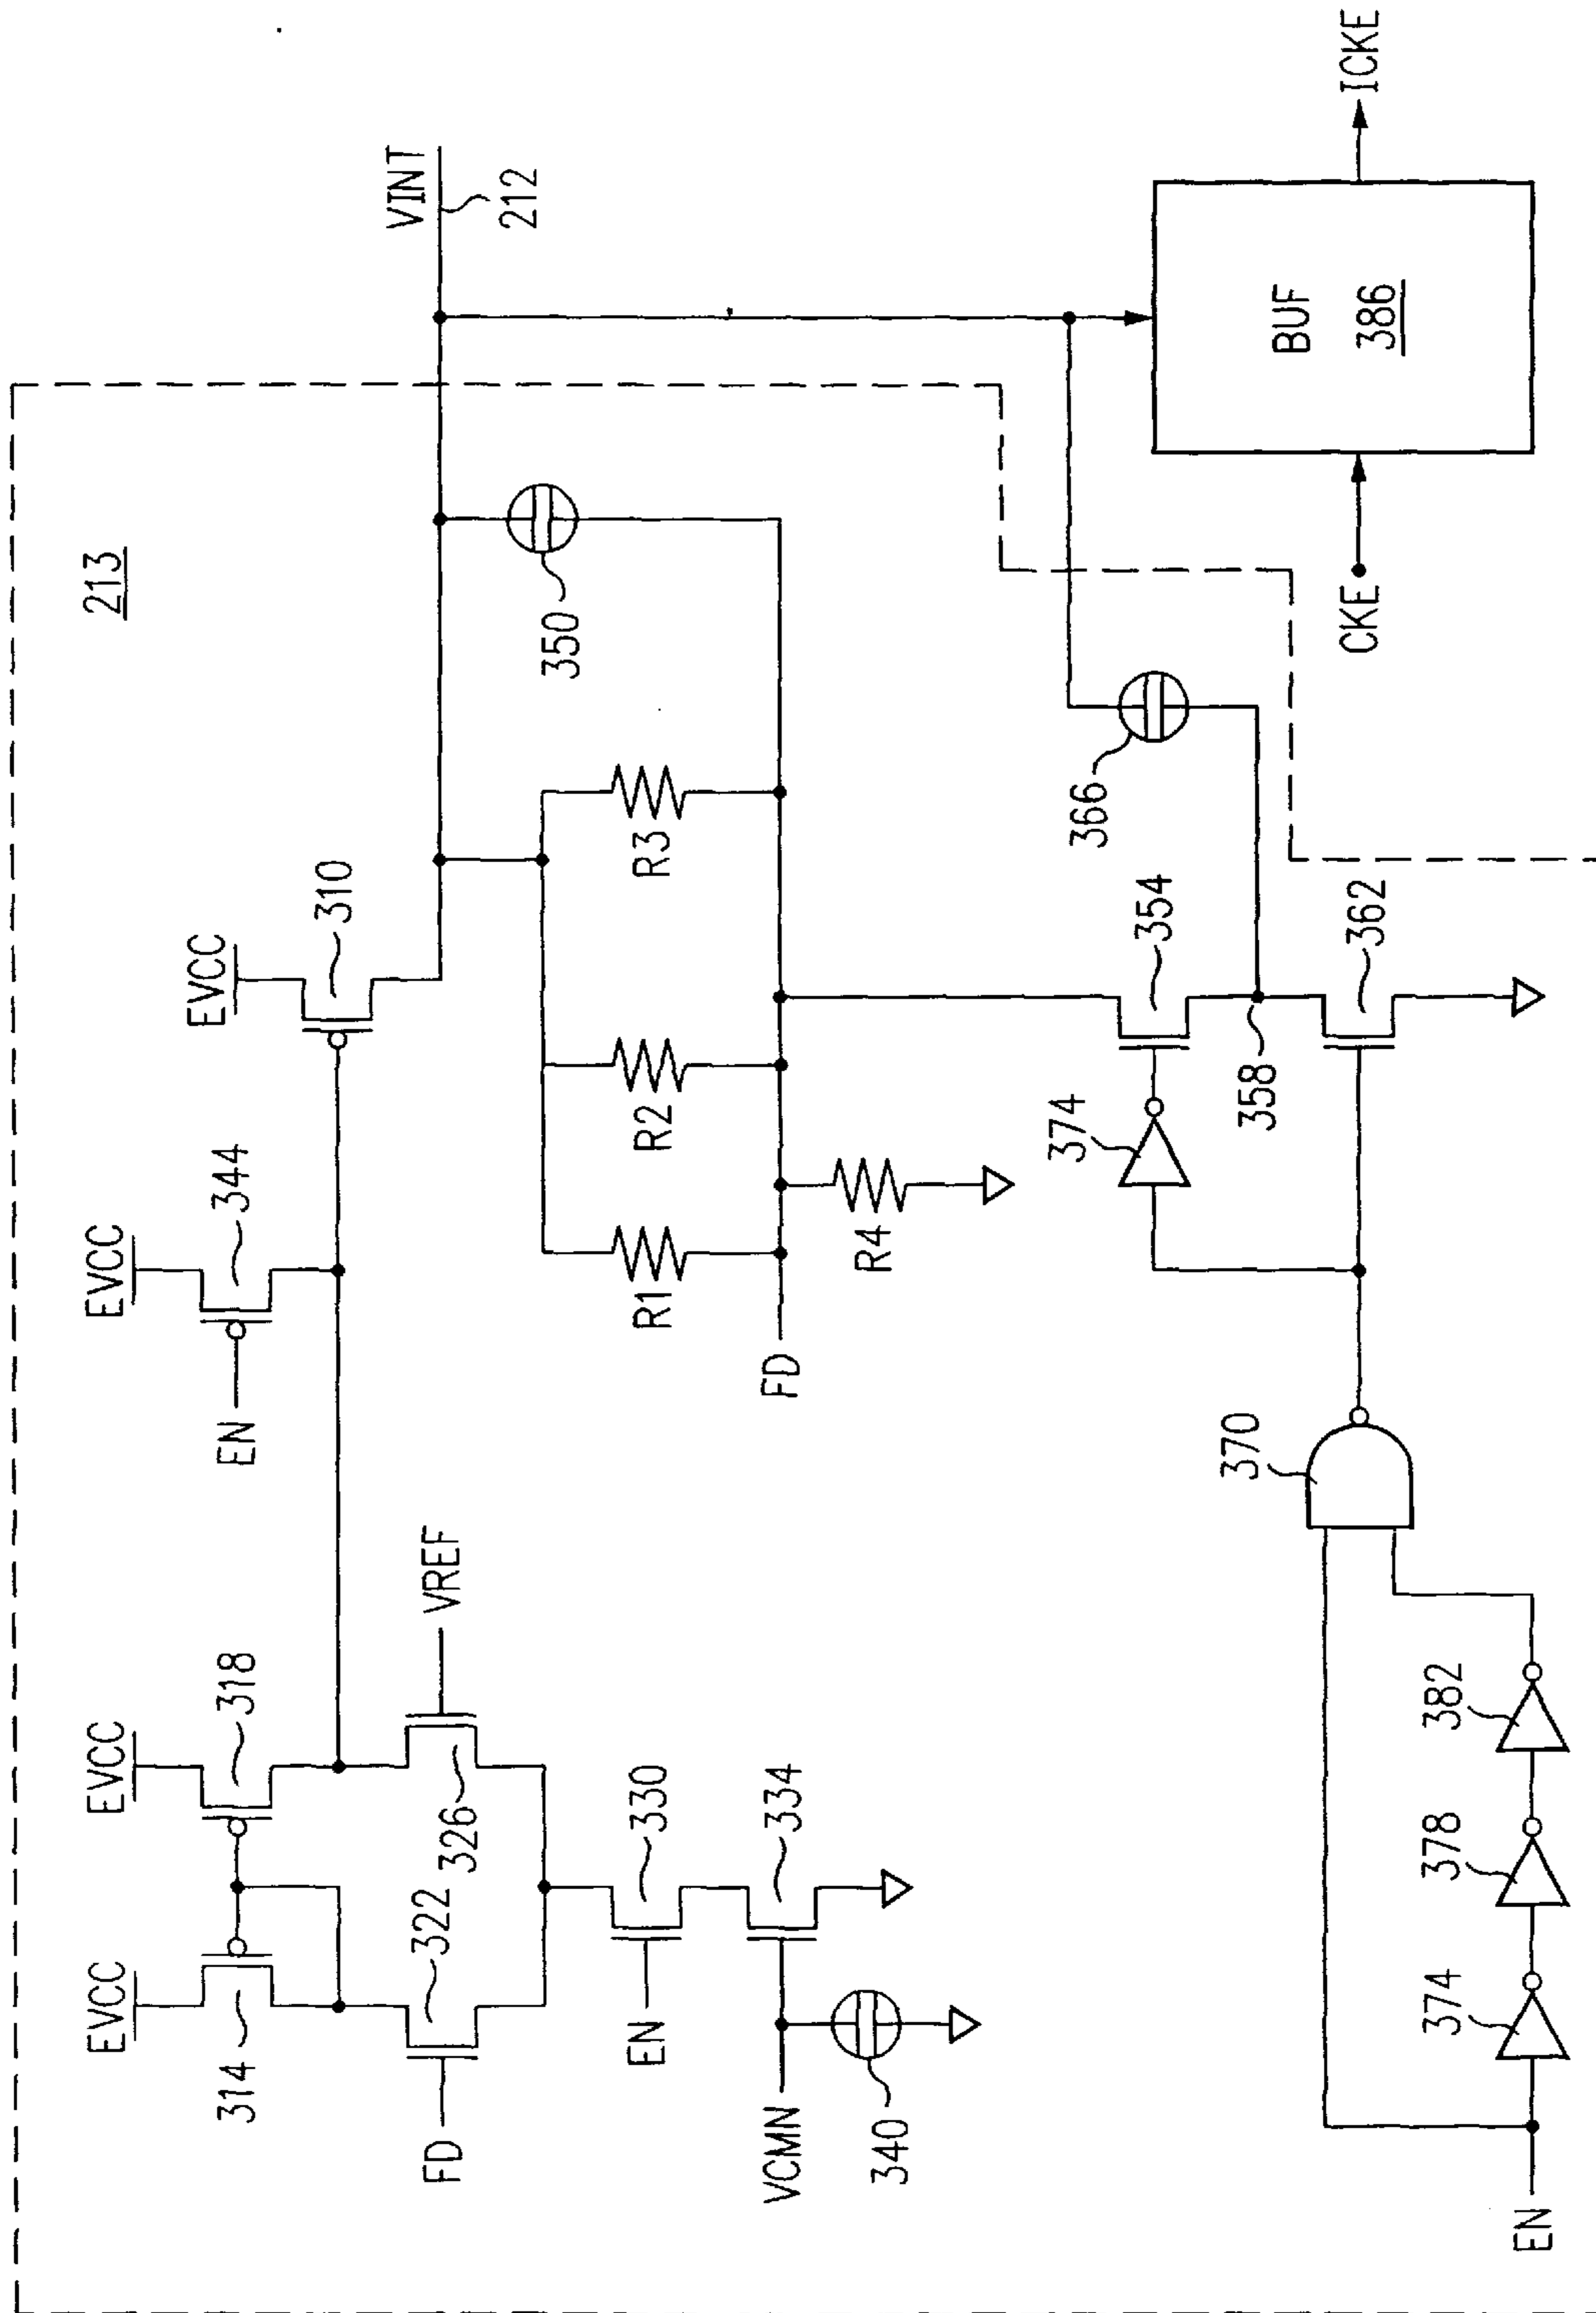 213
EVCC
314
EVCC
318
EVCC
344
EN
EVCC
310
VINT
212
FD
322
326
VREF
EN
330
VCMN
334
340
R1
R2
R3
350
FD
R4
374
354
358
362
366
EN
374
378
382
370
CKE
BUF
386
ICKE